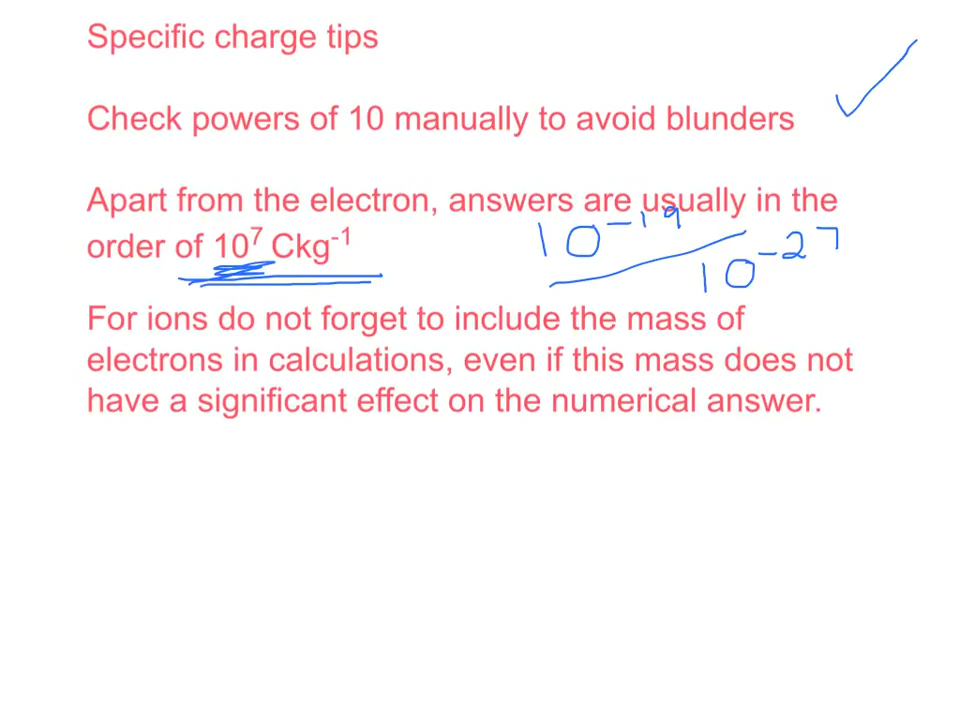 Specific charge tips
Check powers of 10 manually to avoid blunders
Apart from the electron, answers are usually in the
order of 10⁷ Ckg⁻¹
10⁻¹⁹
10⁻²⁷
For ions do not forget to include the mass of
electrons in calculations, even if this mass does not
have a significant effect on the numerical answer.